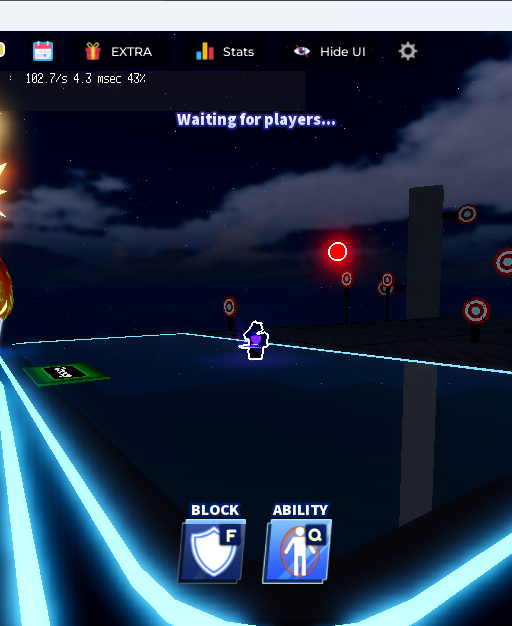 EXTRA
Stats
Hide UI
: 102.7/s 4.3 msec 43%
Waiting for players...
BLOCK
ABILITY
F
Q